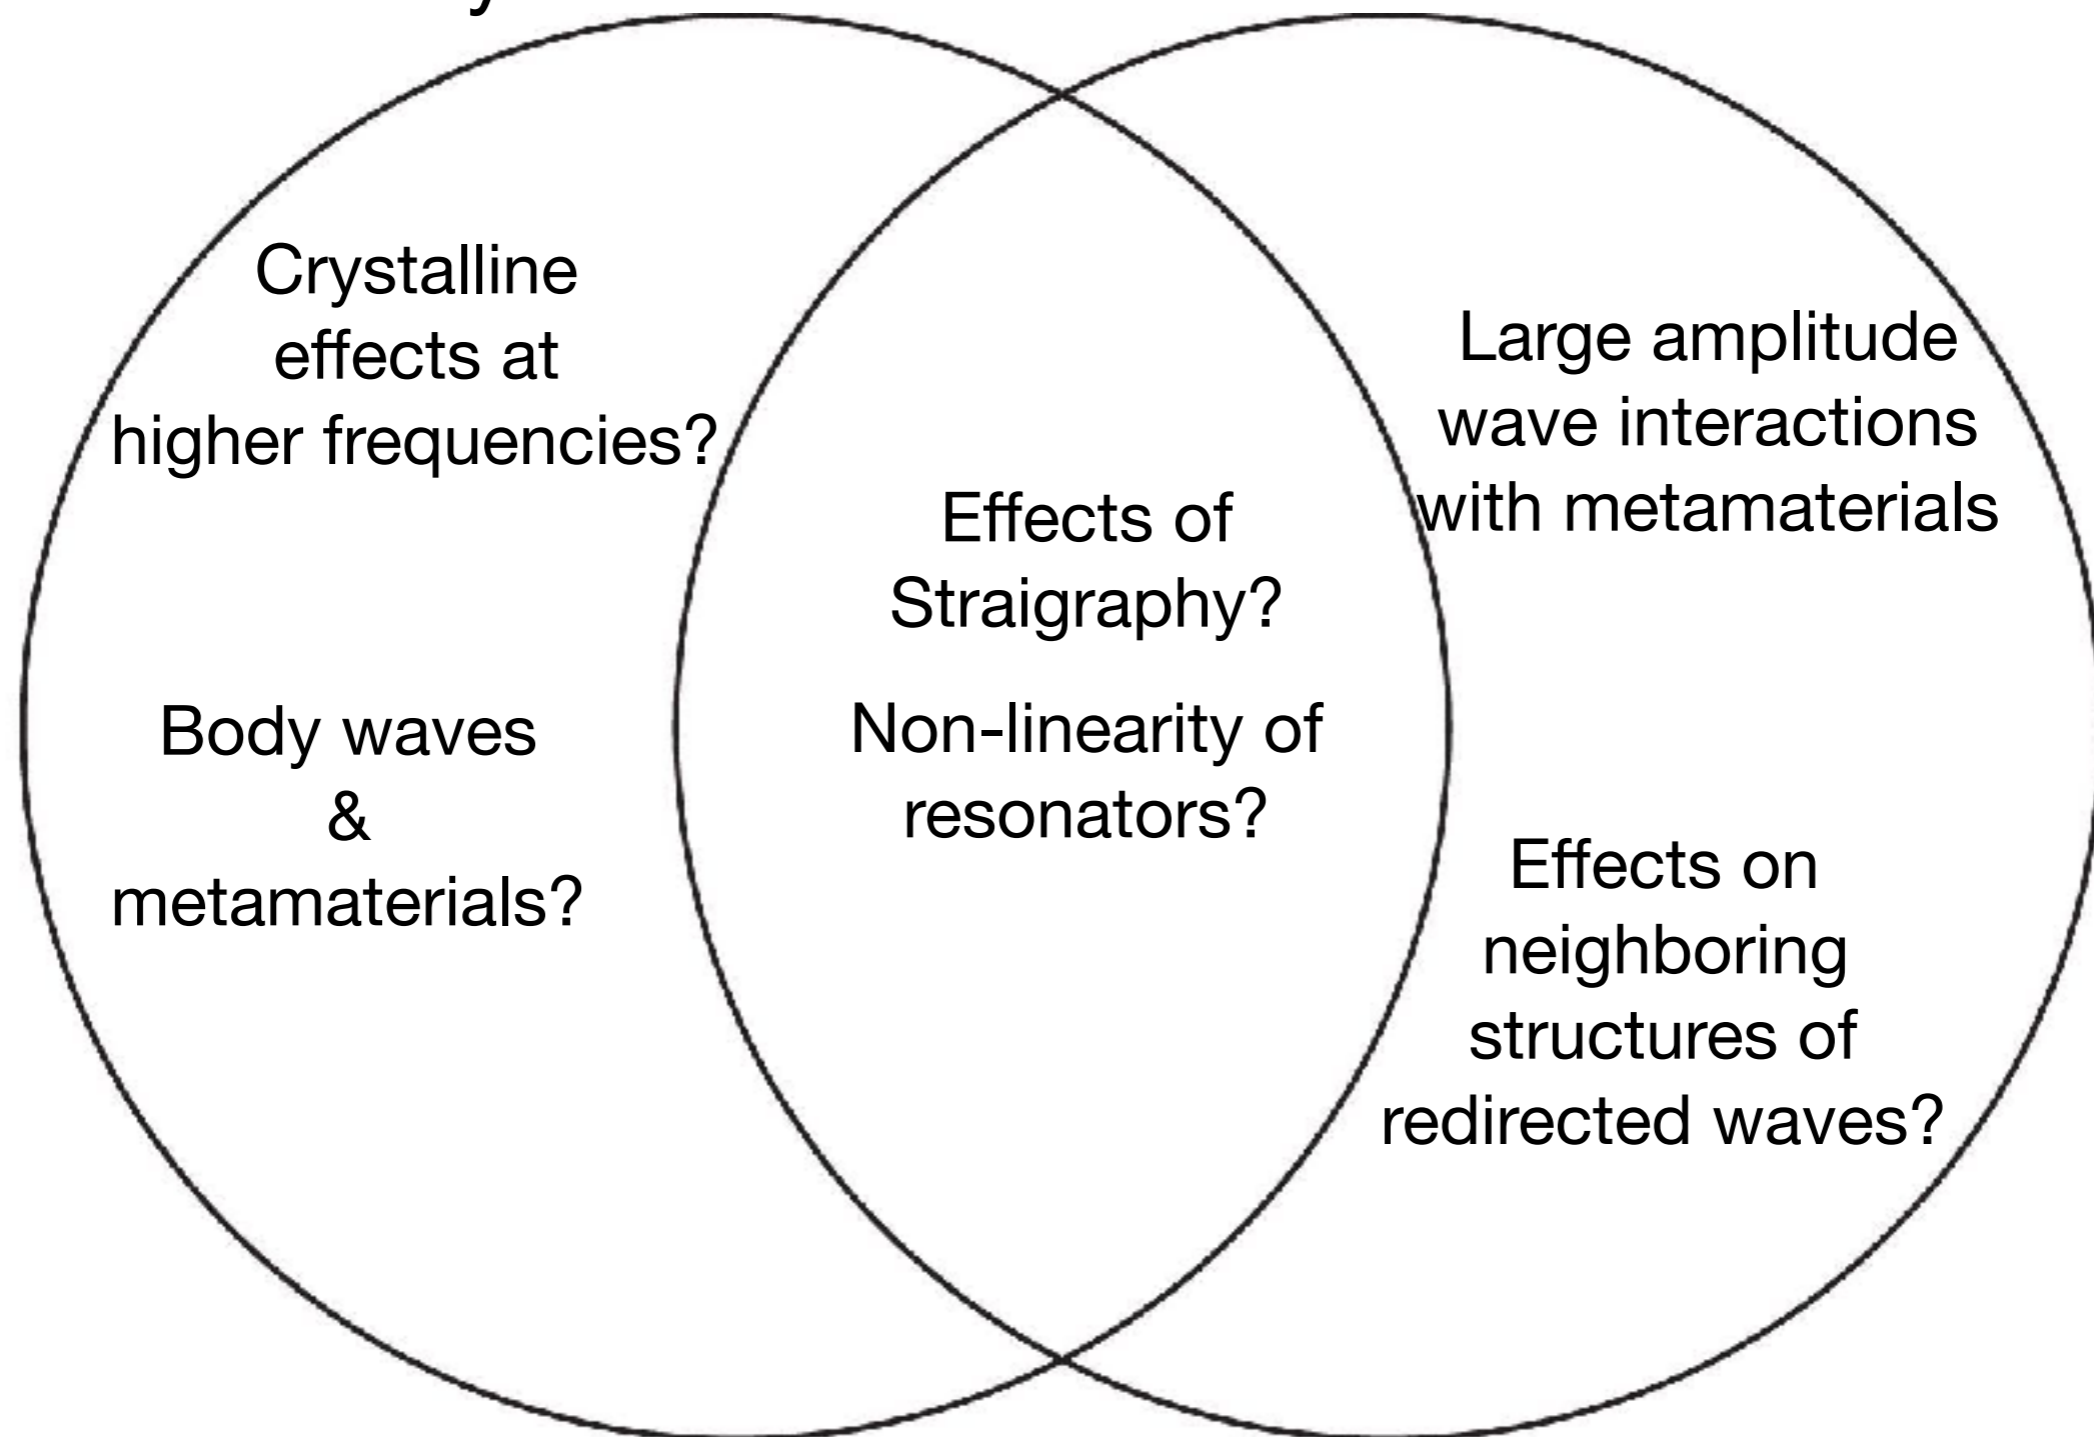 Crystalline
effects at
higher frequencies?
Body waves
&
metamaterials?
Effects of
Straigraphy?
Non-linearity of
resonators?
Large amplitude
wave interactions
with metamaterials
Effects on
neighboring
structures of
redirected waves?